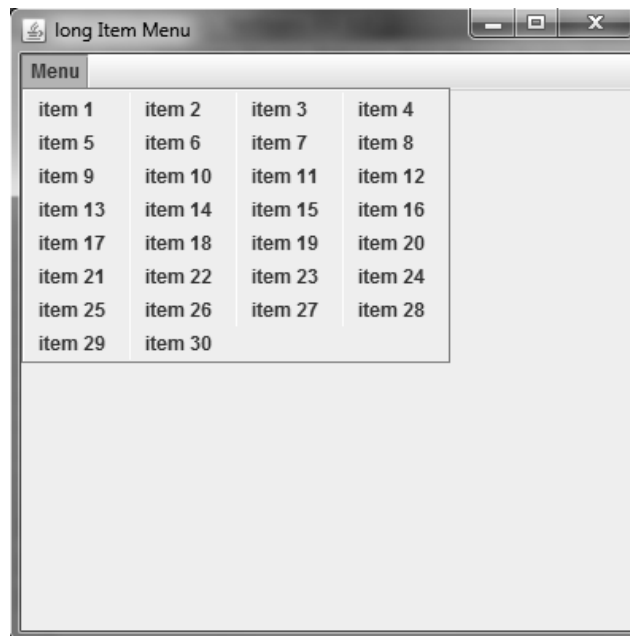 long Item Menu
Menu
item 1 item 2 item 3 item 4
item 5 item 6 item 7 item 8
item 9 item 10 item 11 item 12
item 13 item 14 item 15 item 16
item 17 item 18 item 19 item 20
item 21 item 22 item 23 item 24
item 25 item 26 item 27 item 28
item 29 item 30